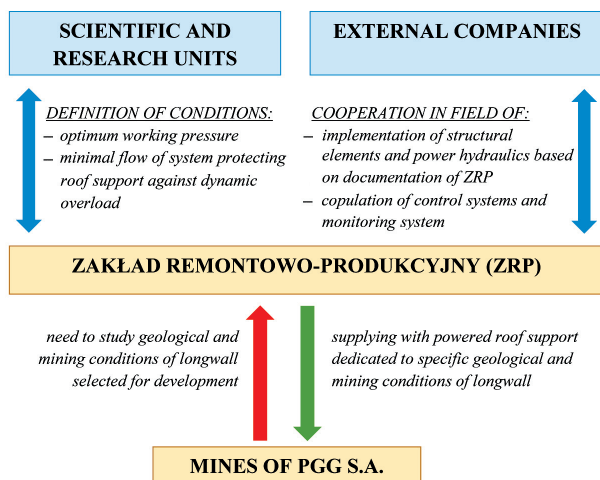 SCIENTIFIC AND
RESEARCH UNITS
EXTERNAL COMPANIES
DEFINITION OF CONDITIONS:
– optimum working pressure
– minimal flow of system protecting
roof support against dynamic
overload
COOPERATION IN FIELD OF:
– implementation of structural
elements and power hydraulics based
on documentation of ZRP
– copulation of control systems and
monitoring system
ZAKŁAD REMONTOWO-PRODUKCYJNY (ZRP)
need to study geological and
mining conditions of longwall
selected for development
supplying with powered roof support
dedicated to specific geological and
mining conditions of longwall
MINES OF PGG S.A.